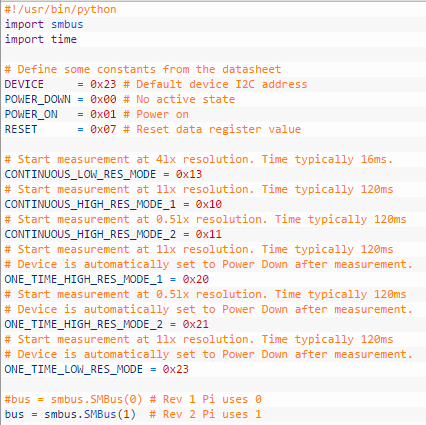 #!/usr/bin/python
import smbus
import time
# Define some constants from the datasheet
DEVICE     = 0x23 # Default device I2C address
POWER_DOWN = 0x00 # No active state
POWER_ON   = 0x01 # Power on
RESET      = 0x07 # Reset data register value
# Start measurement at 4lx resolution. Time typically 16ms.
CONTINUOUS_LOW_RES_MODE = 0x13
# Start measurement at 1lx resolution. Time typically 120ms
CONTINUOUS_HIGH_RES_MODE_1 = 0x10
# Start measurement at 0.5lx resolution. Time typically 120ms
CONTINUOUS_HIGH_RES_MODE_2 = 0x11
# Start measurement at 1lx resolution. Time typically 120ms
# Device is automatically set to Power Down after measurement.
ONE_TIME_HIGH_RES_MODE_1 = 0x20
# Start measurement at 0.5lx resolution. Time typically 120ms
# Device is automatically set to Power Down after measurement.
ONE_TIME_HIGH_RES_MODE_2 = 0x21
# Start measurement at 1lx resolution. Time typically 120ms
# Device is automatically set to Power Down after measurement.
ONE_TIME_LOW_RES_MODE = 0x23
#bus = smbus.SMBus(0) # Rev 1 Pi uses 0
bus = smbus.SMBus(1)  # Rev 2 Pi uses 1